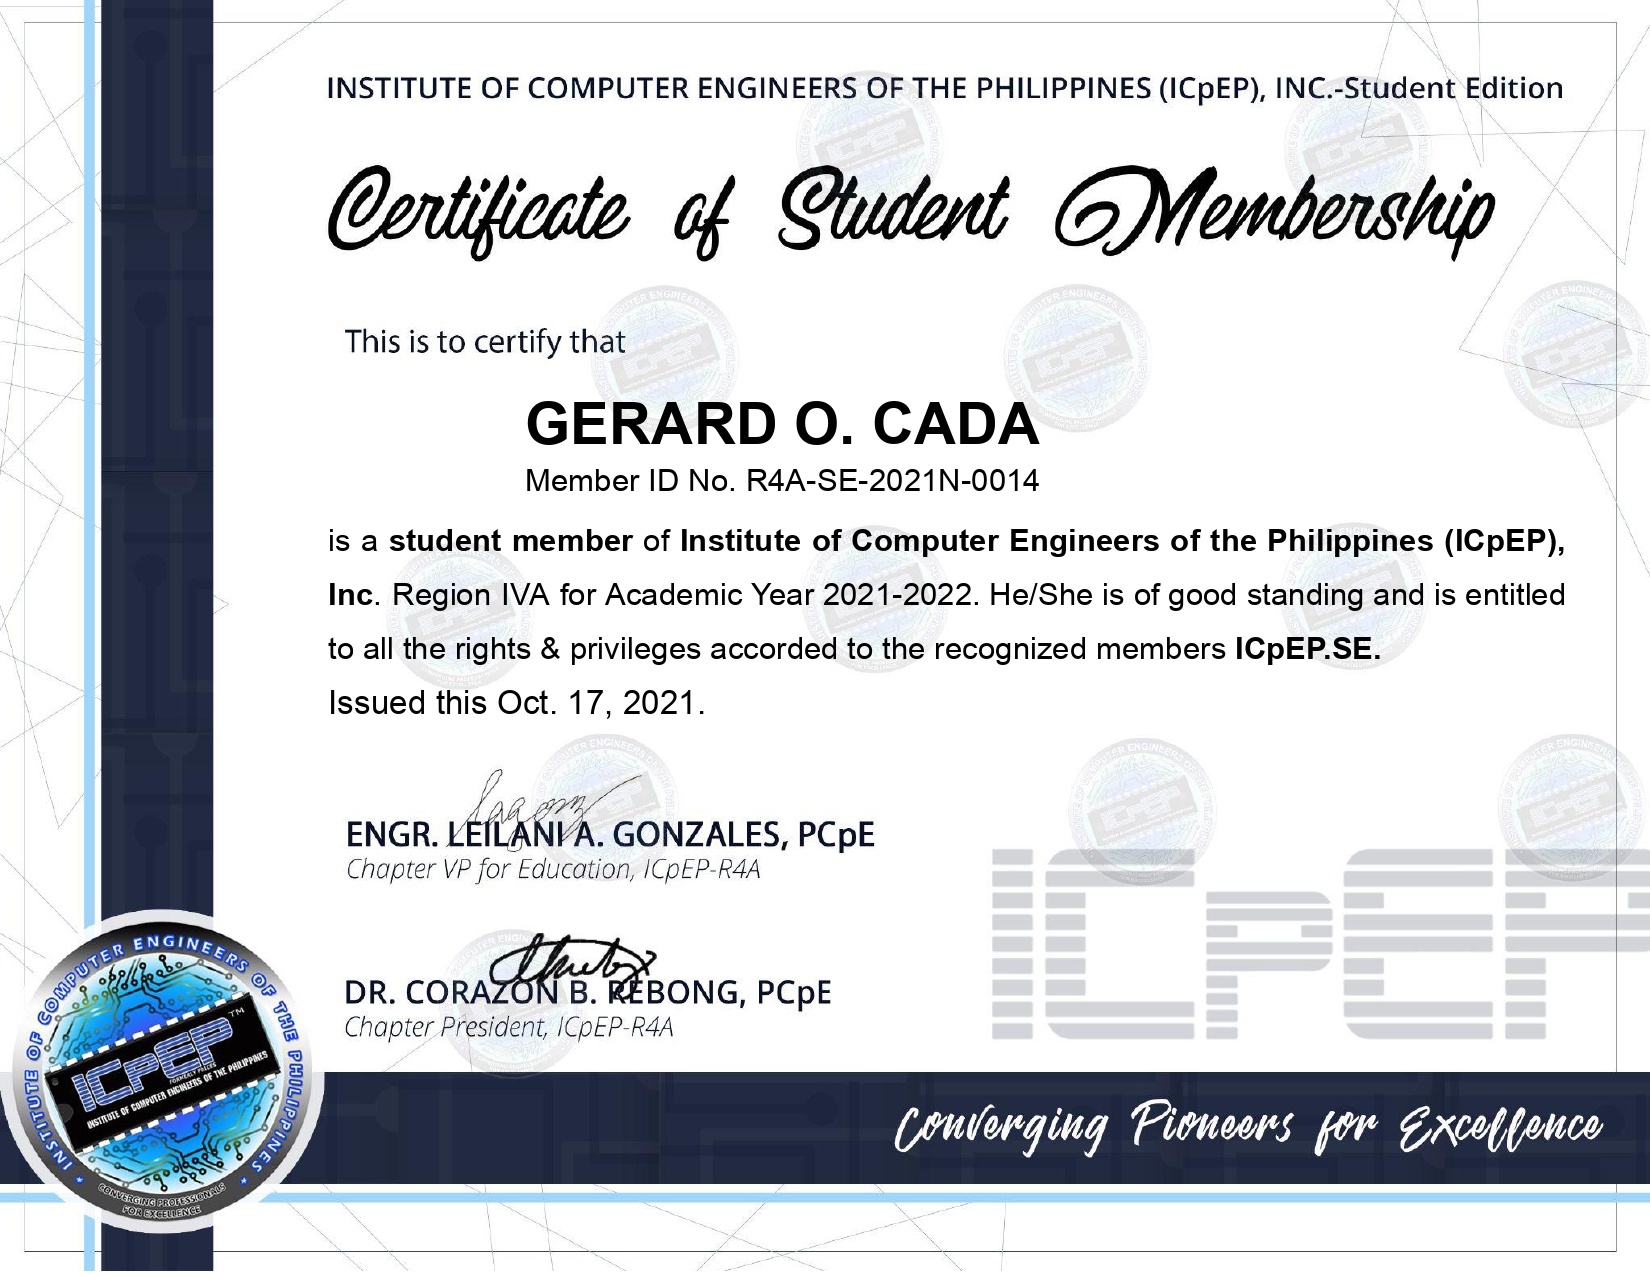 INSTITUTE OF COMPUTER ENGINEERS OF THE PHILIPPINES (ICpEP), INC.-Student Edition
Certificate of Student Membership
This is to certify that
GERARD O. CADA
Member ID No. R4A-SE-2021N-0014
is a student member of Institute of Computer Engineers of the Philippines (ICpEP),
Inc. Region IVA for Academic Year 2021-2022. He/She is of good standing and is entitled
to all the rights & privileges accorded to the recognized members ICpEP.SE.
Issued this Oct. 17, 2021.
ENGR. LEILANI A. GONZALES, PCpE
Chapter VP for Education, ICpEP-R4A
DR. CORAZON B. REBONG, PCpE
Chapter President, ICpEP-R4A
ICpEP
INSTITUTE OF COMPUTER ENGINEERS OF THE PHILIPPINES
ICpEP™
FORMERLY PHICES
INSTITUTE OF COMPUTER ENGINEERS OF THE PHILIPPINES
CONVERGING PROFESSIONALS
FOR EXCELLENCE
Converging Pioneers for Excellence